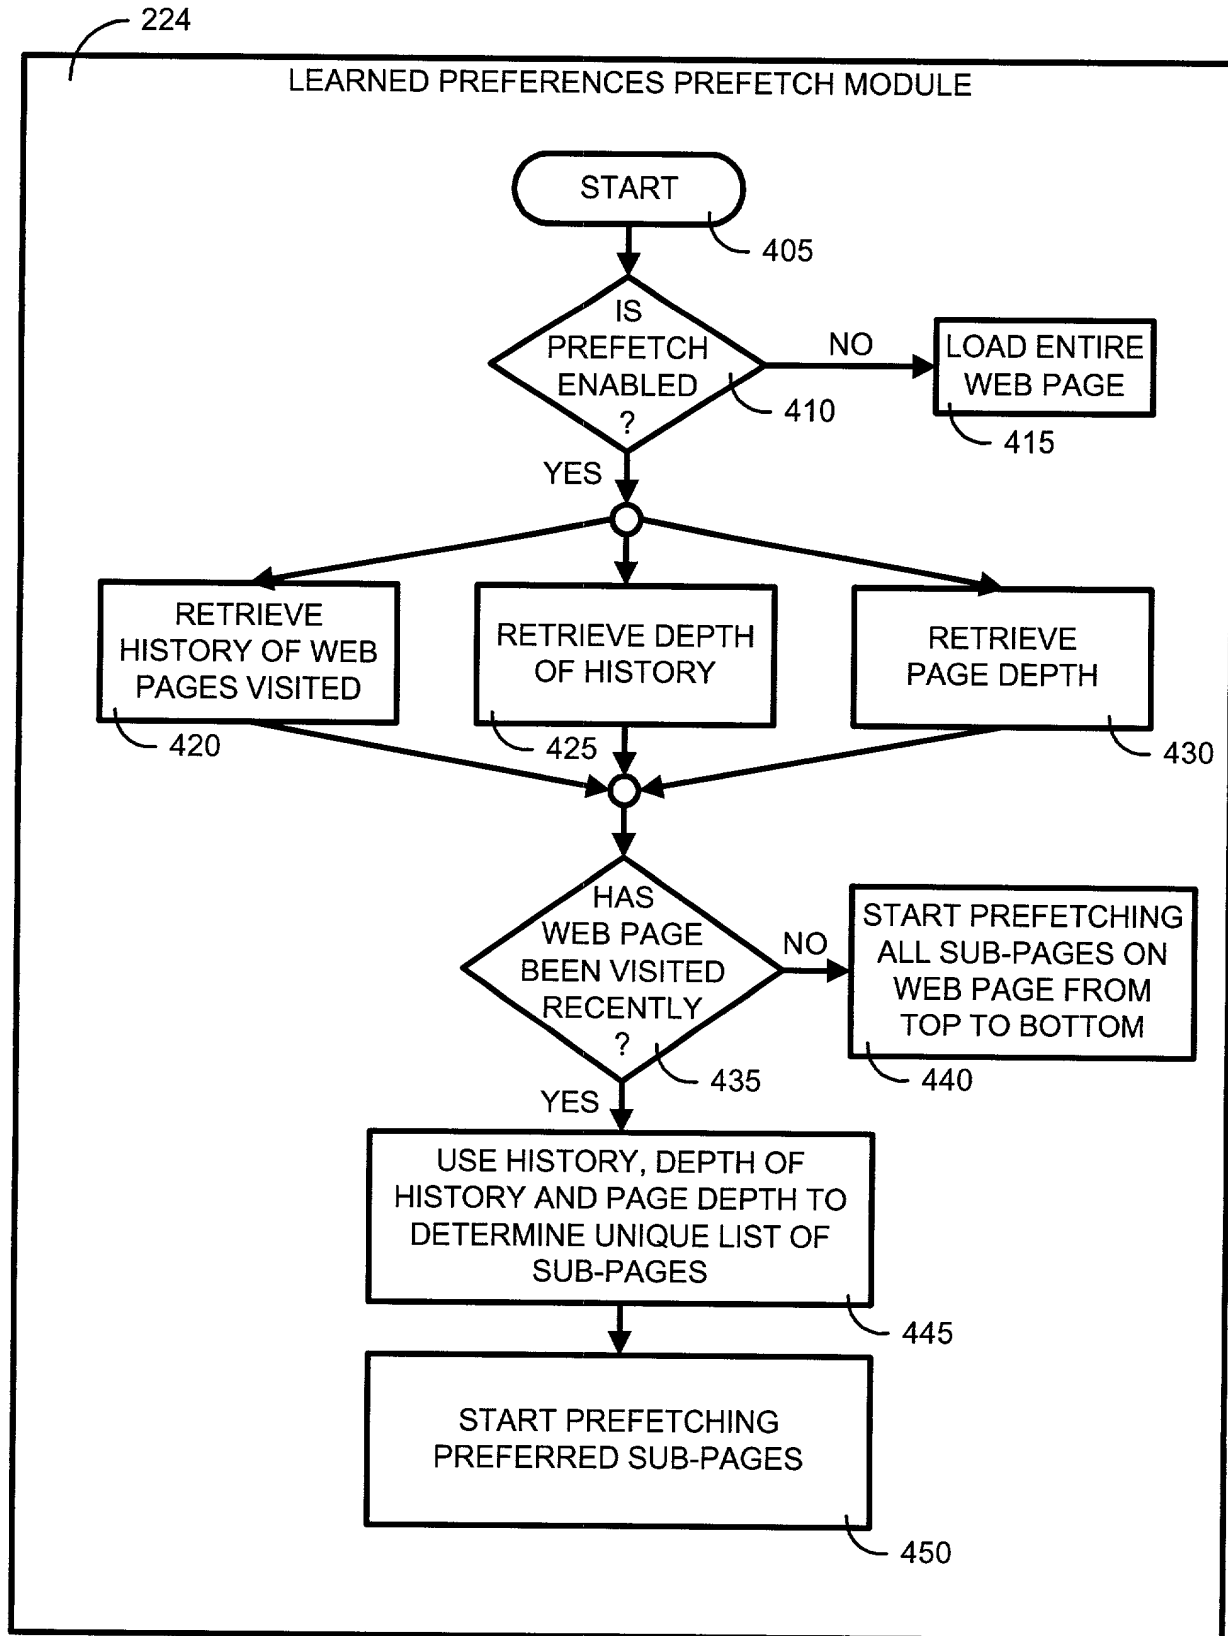 224
LEARNED PREFERENCES PREFETCH MODULE
START
405
IS
PREFETCH
ENABLED
?
410
NO
LOAD ENTIRE
WEB PAGE
415
YES
RETRIEVE
HISTORY OF WEB
PAGES VISITED
420
RETRIEVE DEPTH
OF HISTORY
425
RETRIEVE
PAGE DEPTH
430
HAS
WEB PAGE
BEEN VISITED
RECENTLY
?
435
NO
START PREFETCHING
ALL SUB-PAGES ON
WEB PAGE FROM
TOP TO BOTTOM
440
YES
USE HISTORY, DEPTH OF
HISTORY AND PAGE DEPTH TO
DETERMINE UNIQUE LIST OF
SUB-PAGES
445
START PREFETCHING
PREFERRED SUB-PAGES
450